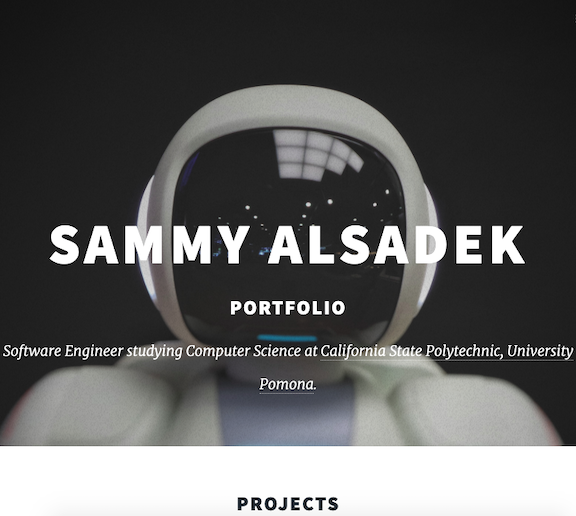 SAMMY ALSADEK
PORTFOLIO
Software Engineer studying Computer Science at California State Polytechnic, University
Pomona.
PROJECTS